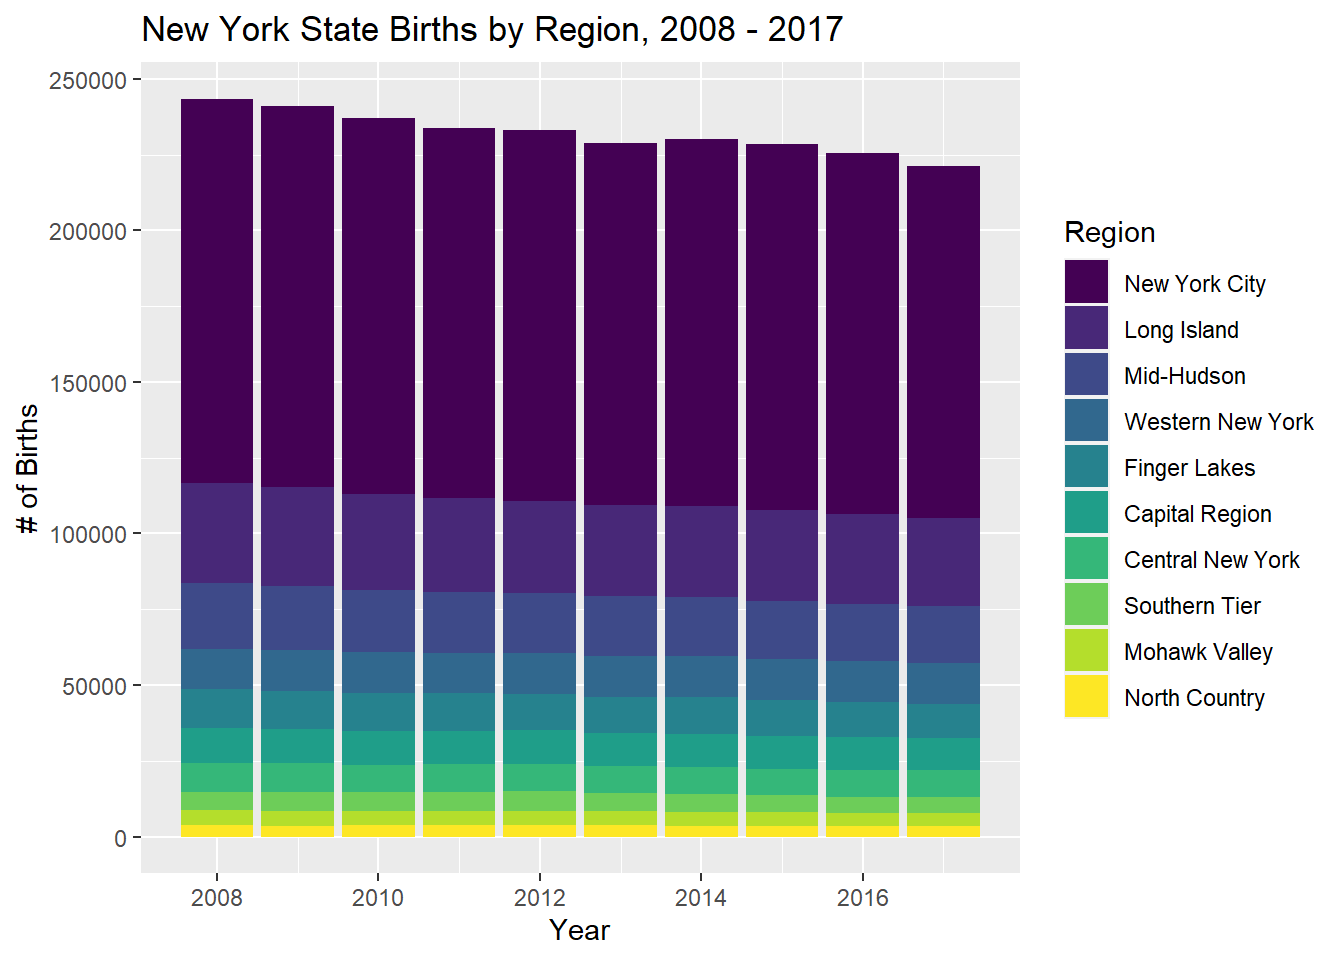 New York State Births by Region, 2008 - 2017
250000
200000
150000
100000
50000
0
# of Births
2008
2010
2012
2014
2016
Year
Region
New York City
Long Island
Mid-Hudson
Western New York
Finger Lakes
Capital Region
Central New York
Southern Tier
Mohawk Valley
North Country